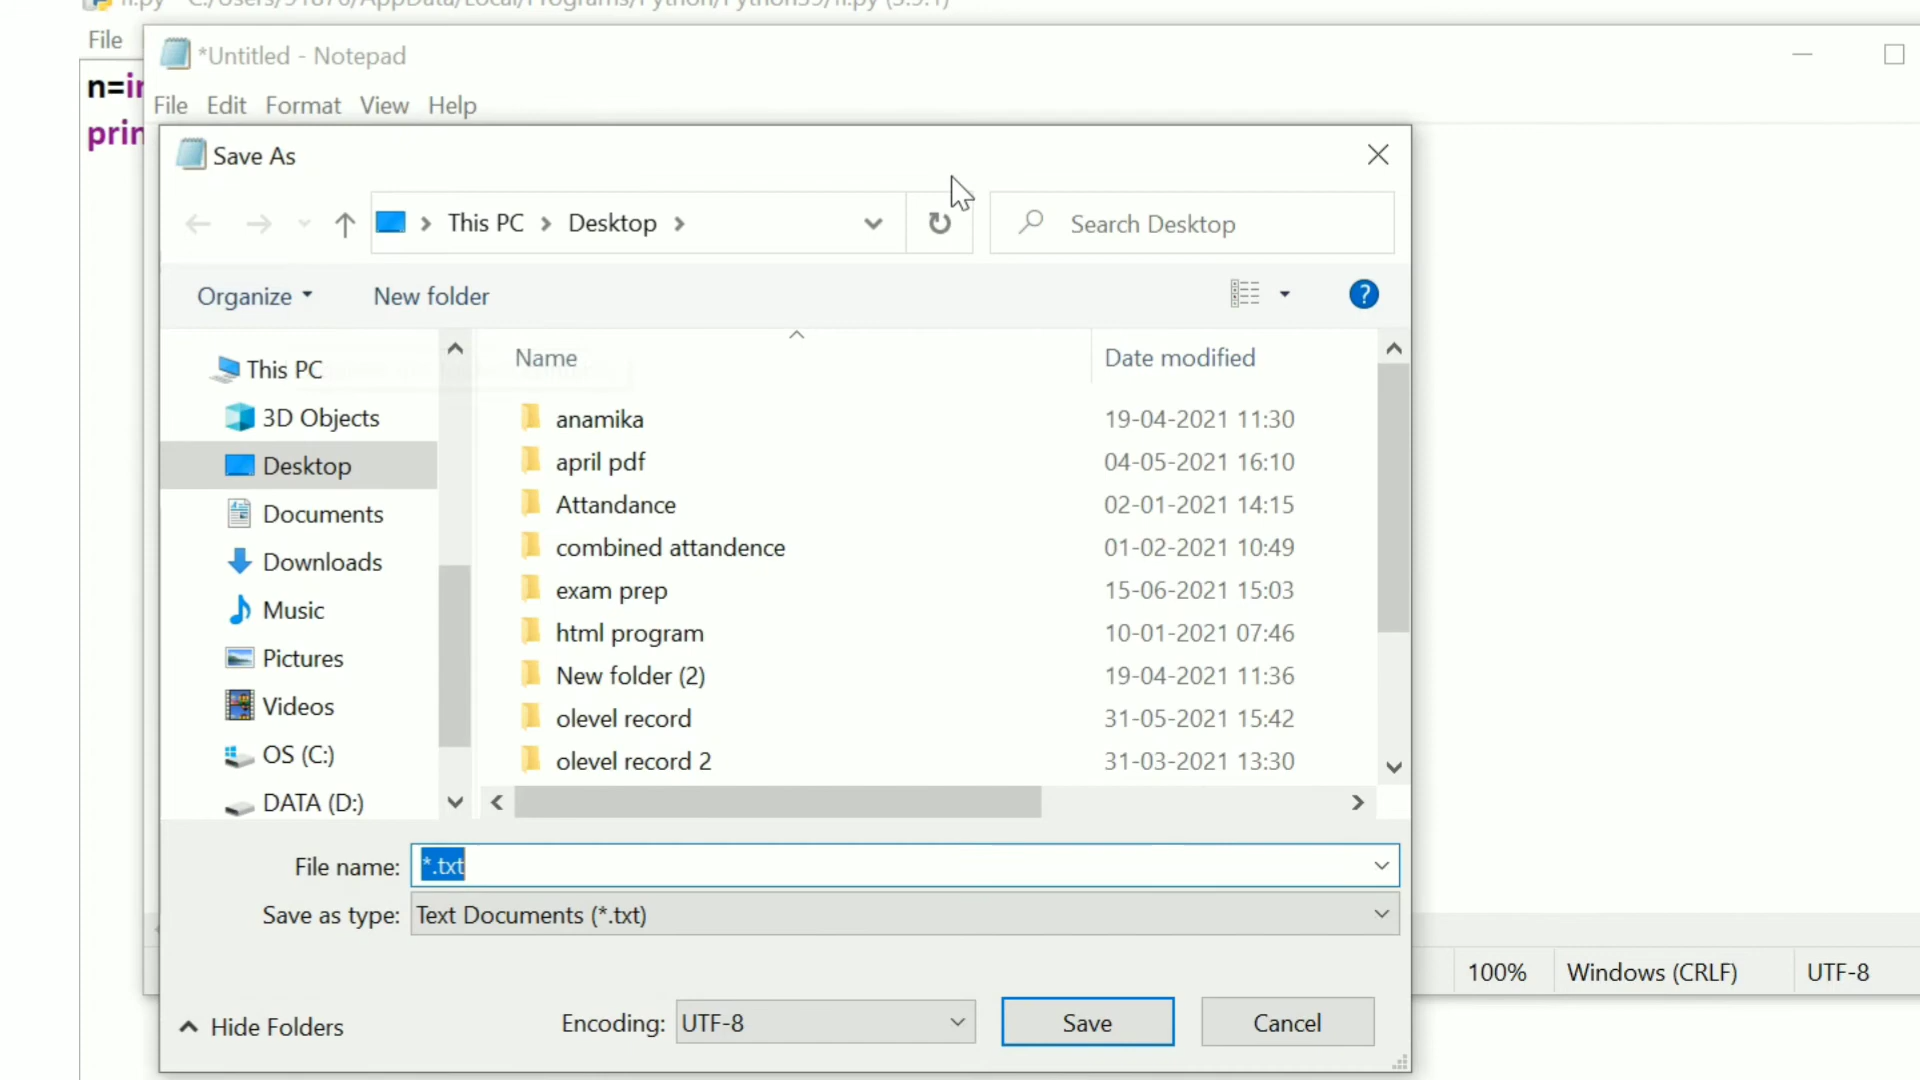 File
n=in
prin
*Untitled - Notepad
File Edit Format View Help
Save As
This PC Desktop
Search Desktop
Organize New folder
This PC
3D Objects
Desktop
Documents
Downloads
Music
Pictures
Videos
OS (C:)
DATA (D:)
Name Date modified
anamika 19-04-2021 11:30
april pdf 04-05-2021 16:10
Attandance 02-01-2021 14:15
combined attandence 01-02-2021 10:49
exam prep 15-06-2021 15:03
html program 10-01-2021 07:46
New folder (2) 19-04-2021 11:36
olevel record 31-05-2021 15:42
olevel record 2 31-03-2021 13:30
File name: *.txt
Save as type: Text Documents (*.txt)
Hide Folders Encoding: UTF-8 Save Cancel
100% Windows (CRLF) UTF-8